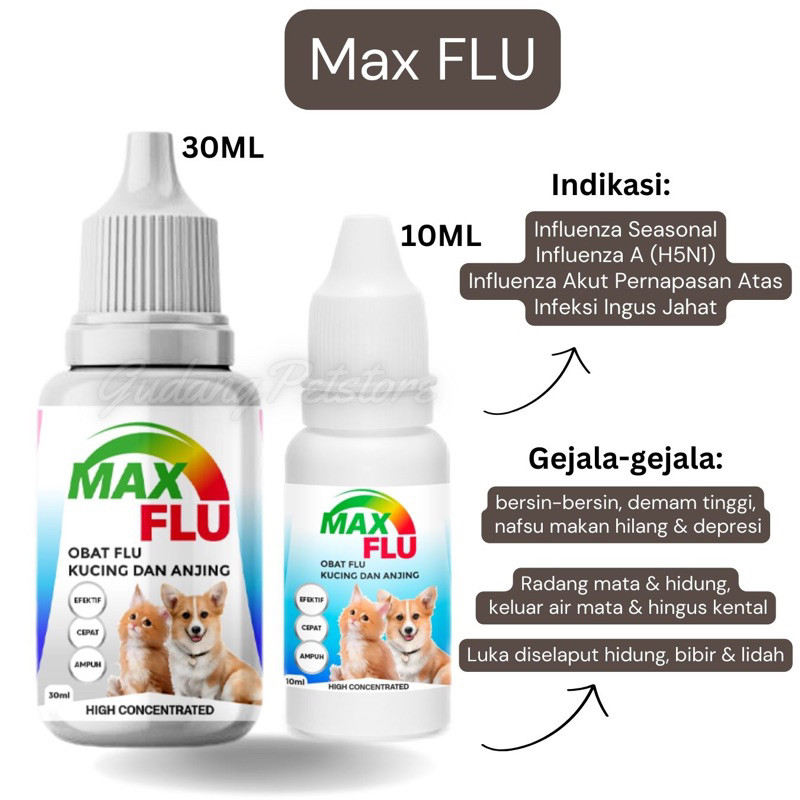 Max FLU
30ML
10ML
Indikasi:
Influenza Seasonal
Influenza A (H5N1)
Influenza Akut Pernapasan Atas
Infeksi Ingus Jahat
Gudang Petstore
MAX
FLU
OBAT FLU
KUCING DAN ANJING
EFEKTIF
CEPAT
AMPUH
30ml
HIGH CONCENTRATED
MAX
FLU
OBAT FLU
KUCING DAN ANJING
EFEKTIF
CEPAT
AMPUH
10ml
HIGH CONCENTRATED
Gejala-gejala:
bersin-bersin, demam tinggi,
nafsu makan hilang & depresi
Radang mata & hidung,
keluar air mata & hingus kental
Luka diselaput hidung, bibir & lidah